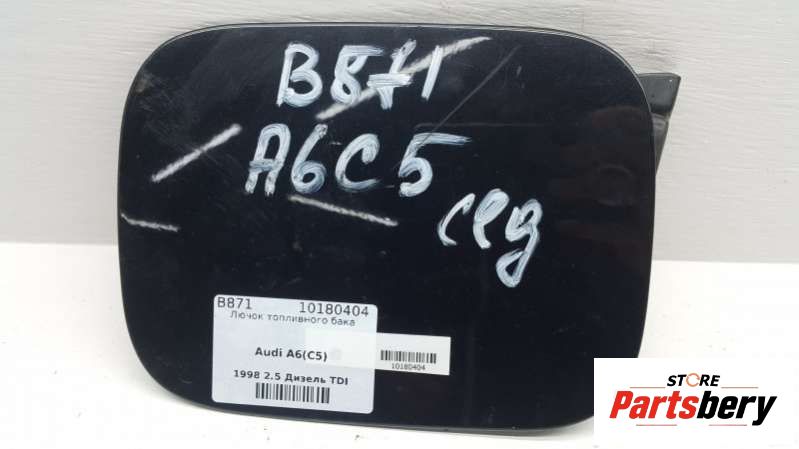 B871
A6C5
сед
B871 10180404
Лючок топливного бака
Audi A6(C5)
1998 2.5 Дизель TDI
10180404
STORE
Partsbery